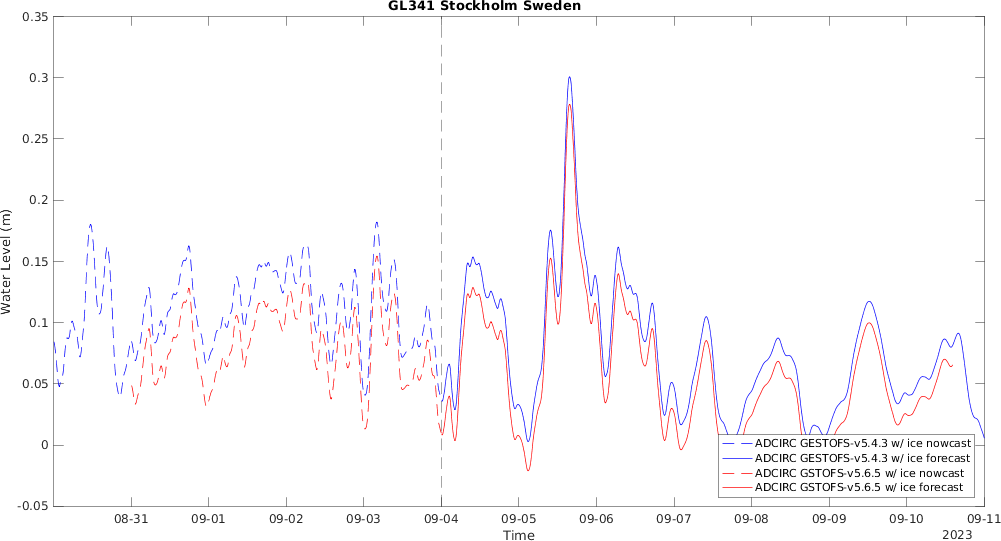 GL341 Stockholm Sweden
0.35
0.3
0.25
0.2
0.15
0.1
0.05
0
-0.05
Water Level (m)
ADCIRC GESTOFS-v5.4.3 w/ ice nowcast
ADCIRC GESTOFS-v5.4.3 w/ ice forecast
ADCIRC GSTOFS-v5.6.5 w/ ice nowcast
ADCIRC GSTOFS-v5.6.5 w/ ice forecast
08-31 09-01 09-02 09-03 09-04 09-05 09-06 09-07 09-08 09-09 09-10 09-11
Time
2023